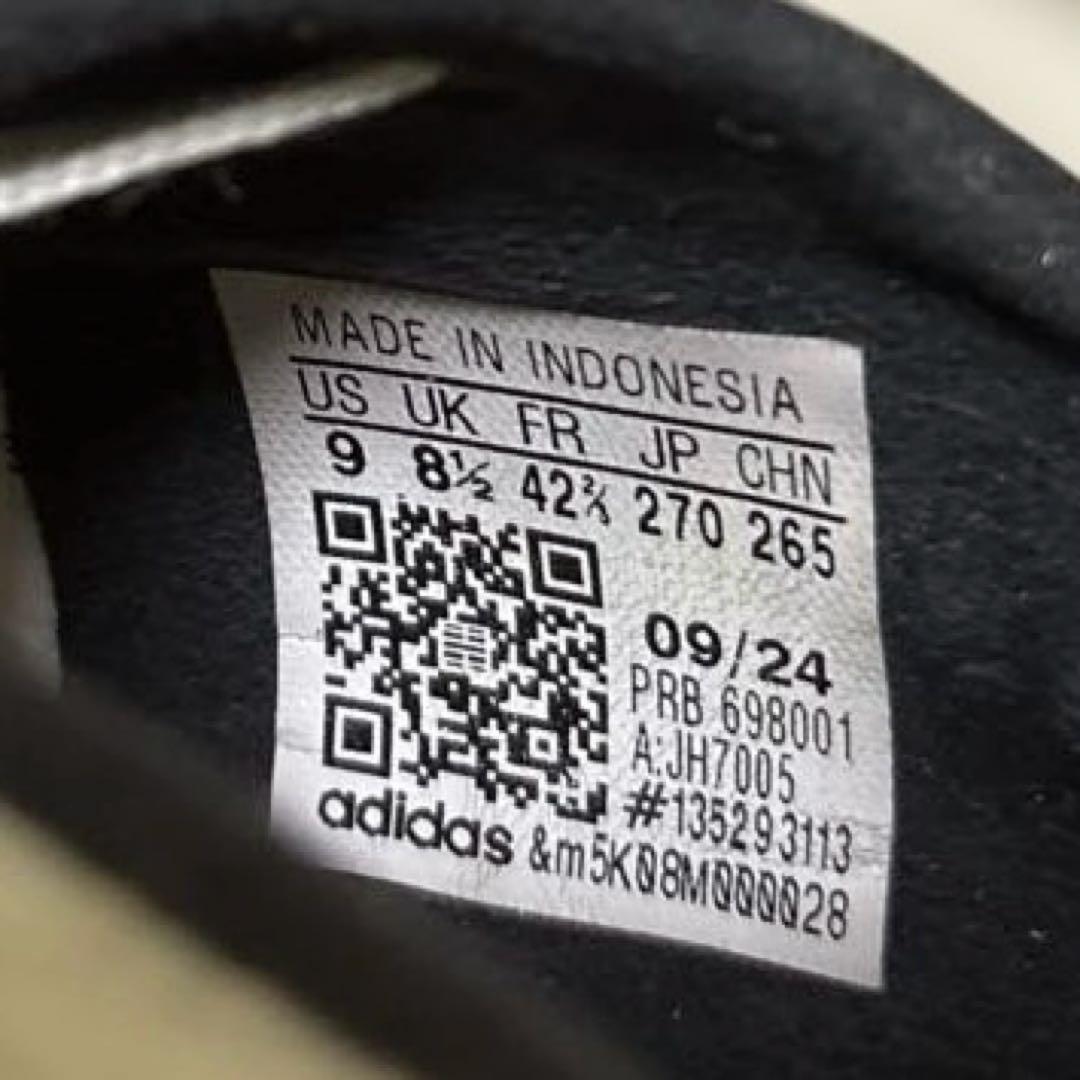 MADE IN INDONESIA
US UK FR JP CHN
9 8½ 42⅔ 270 265
09/24
PRB 698001
A:JH7005
#135293113
adidas &m5K08M000028